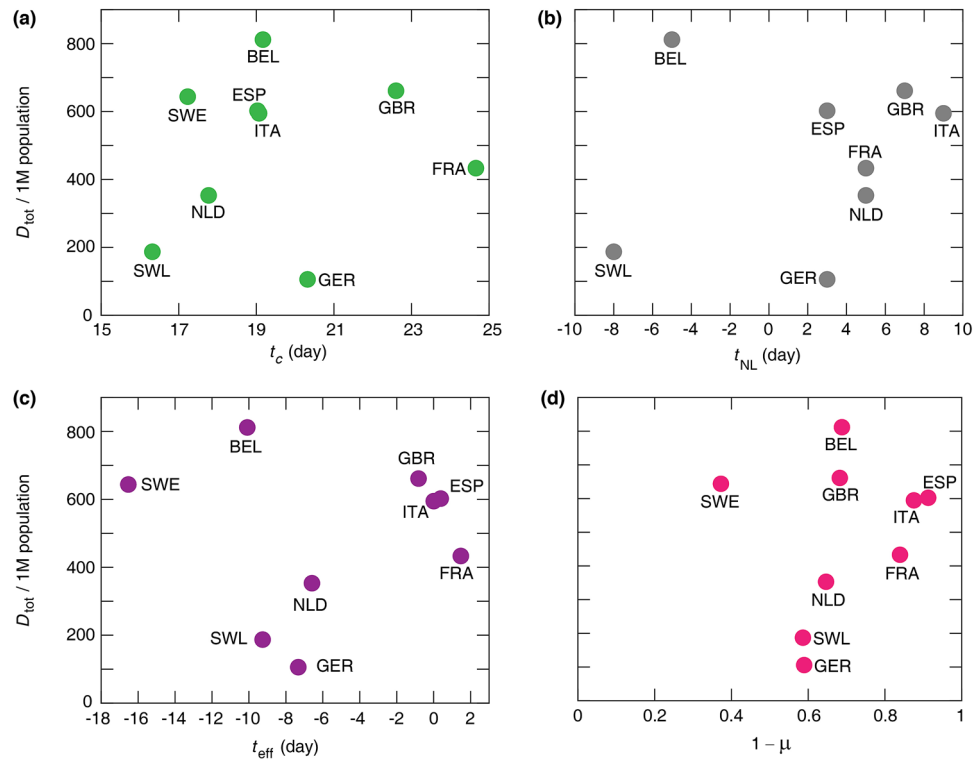 (a)
(b)
800
600
400
200
0
D_tot / 1M population
BEL
ESP
SWE
ITA
GBR
FRA
NLD
SWL
GER
15 17 19 21 23 25
t_c (day)
BEL
GBR
ESP
ITA
FRA
NLD
SWL
GER
-10 -8 -6 -4 -2 0 2 4 6 8 10
t_NL (day)
(c)
(d)
800
600
400
200
0
D_tot / 1M population
BEL
GBR
SWE
ESP
ITA
FRA
NLD
SWL
GER
-18 -16 -14 -12 -10 -8 -6 -4 -2 0 2
t_eff (day)
BEL
ESP
SWE
GBR
ITA
FRA
NLD
SWL
GER
0 0.2 0.4 0.6 0.8 1
1 − μ